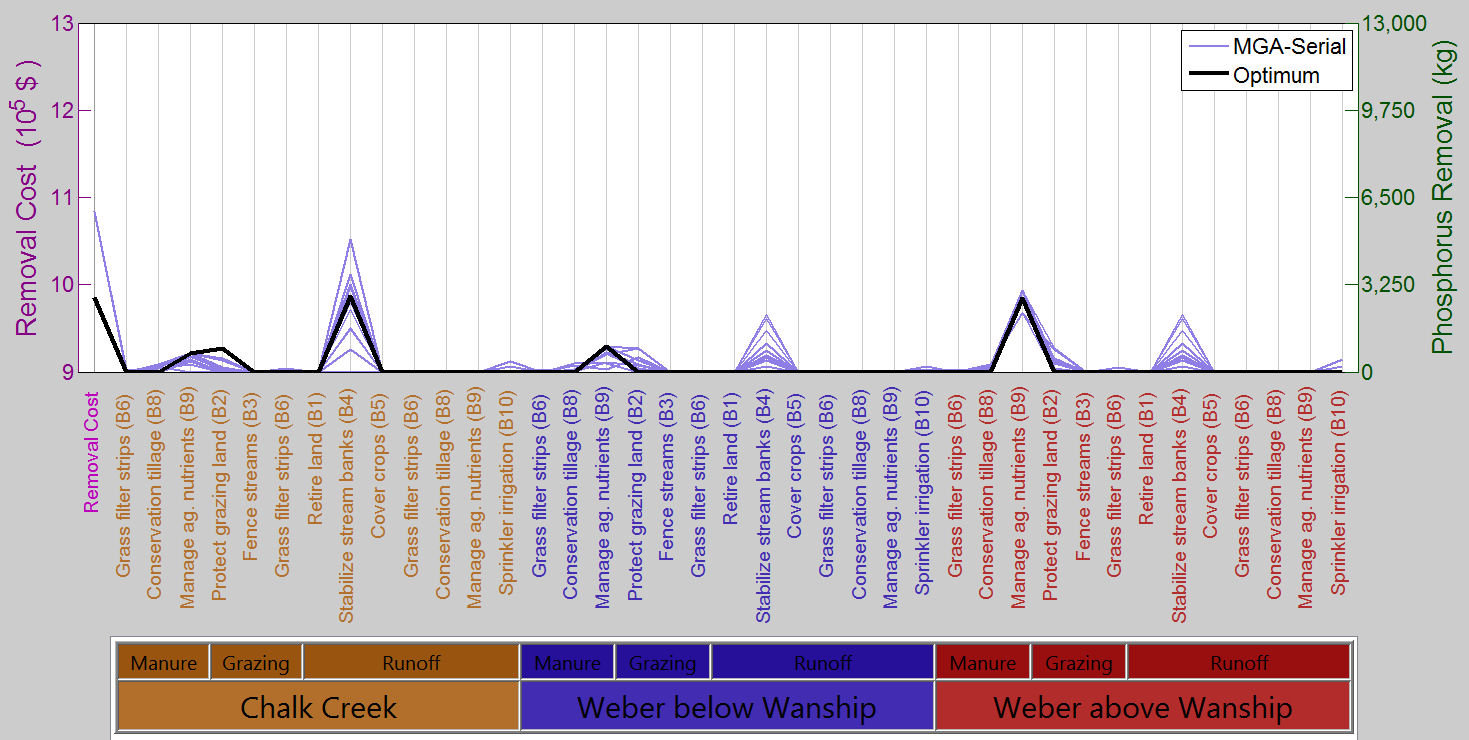 13
12
11
10
9
Removal Cost (10^5 $ )
MGA-Serial
Optimum
13,000
9,750
6,500
3,250
0
Phosphorus Removal (kg)
Removal Cost
Grass filter strips (B6)
Conservation tillage (B8)
Manage ag. nutrients (B9)
Protect grazing land (B2)
Fence streams (B3)
Grass filter strips (B6)
Retire land (B1)
Stabilize stream banks (B4)
Cover crops (B5)
Grass filter strips (B6)
Conservation tillage (B8)
Manage ag. nutrients (B9)
Sprinkler irrigation (B10)
Grass filter strips (B6)
Conservation tillage (B8)
Manage ag. nutrients (B9)
Protect grazing land (B2)
Fence streams (B3)
Grass filter strips (B6)
Retire land (B1)
Stabilize stream banks (B4)
Cover crops (B5)
Grass filter strips (B6)
Conservation tillage (B8)
Manage ag. nutrients (B9)
Sprinkler irrigation (B10)
Grass filter strips (B6)
Conservation tillage (B8)
Manage ag. nutrients (B9)
Protect grazing land (B2)
Fence streams (B3)
Grass filter strips (B6)
Retire land (B1)
Stabilize stream banks (B4)
Cover crops (B5)
Grass filter strips (B6)
Conservation tillage (B8)
Manage ag. nutrients (B9)
Sprinkler irrigation (B10)
Manure Grazing Runoff Manure Grazing Runoff Manure Grazing Runoff
Chalk Creek Weber below Wanship Weber above Wanship